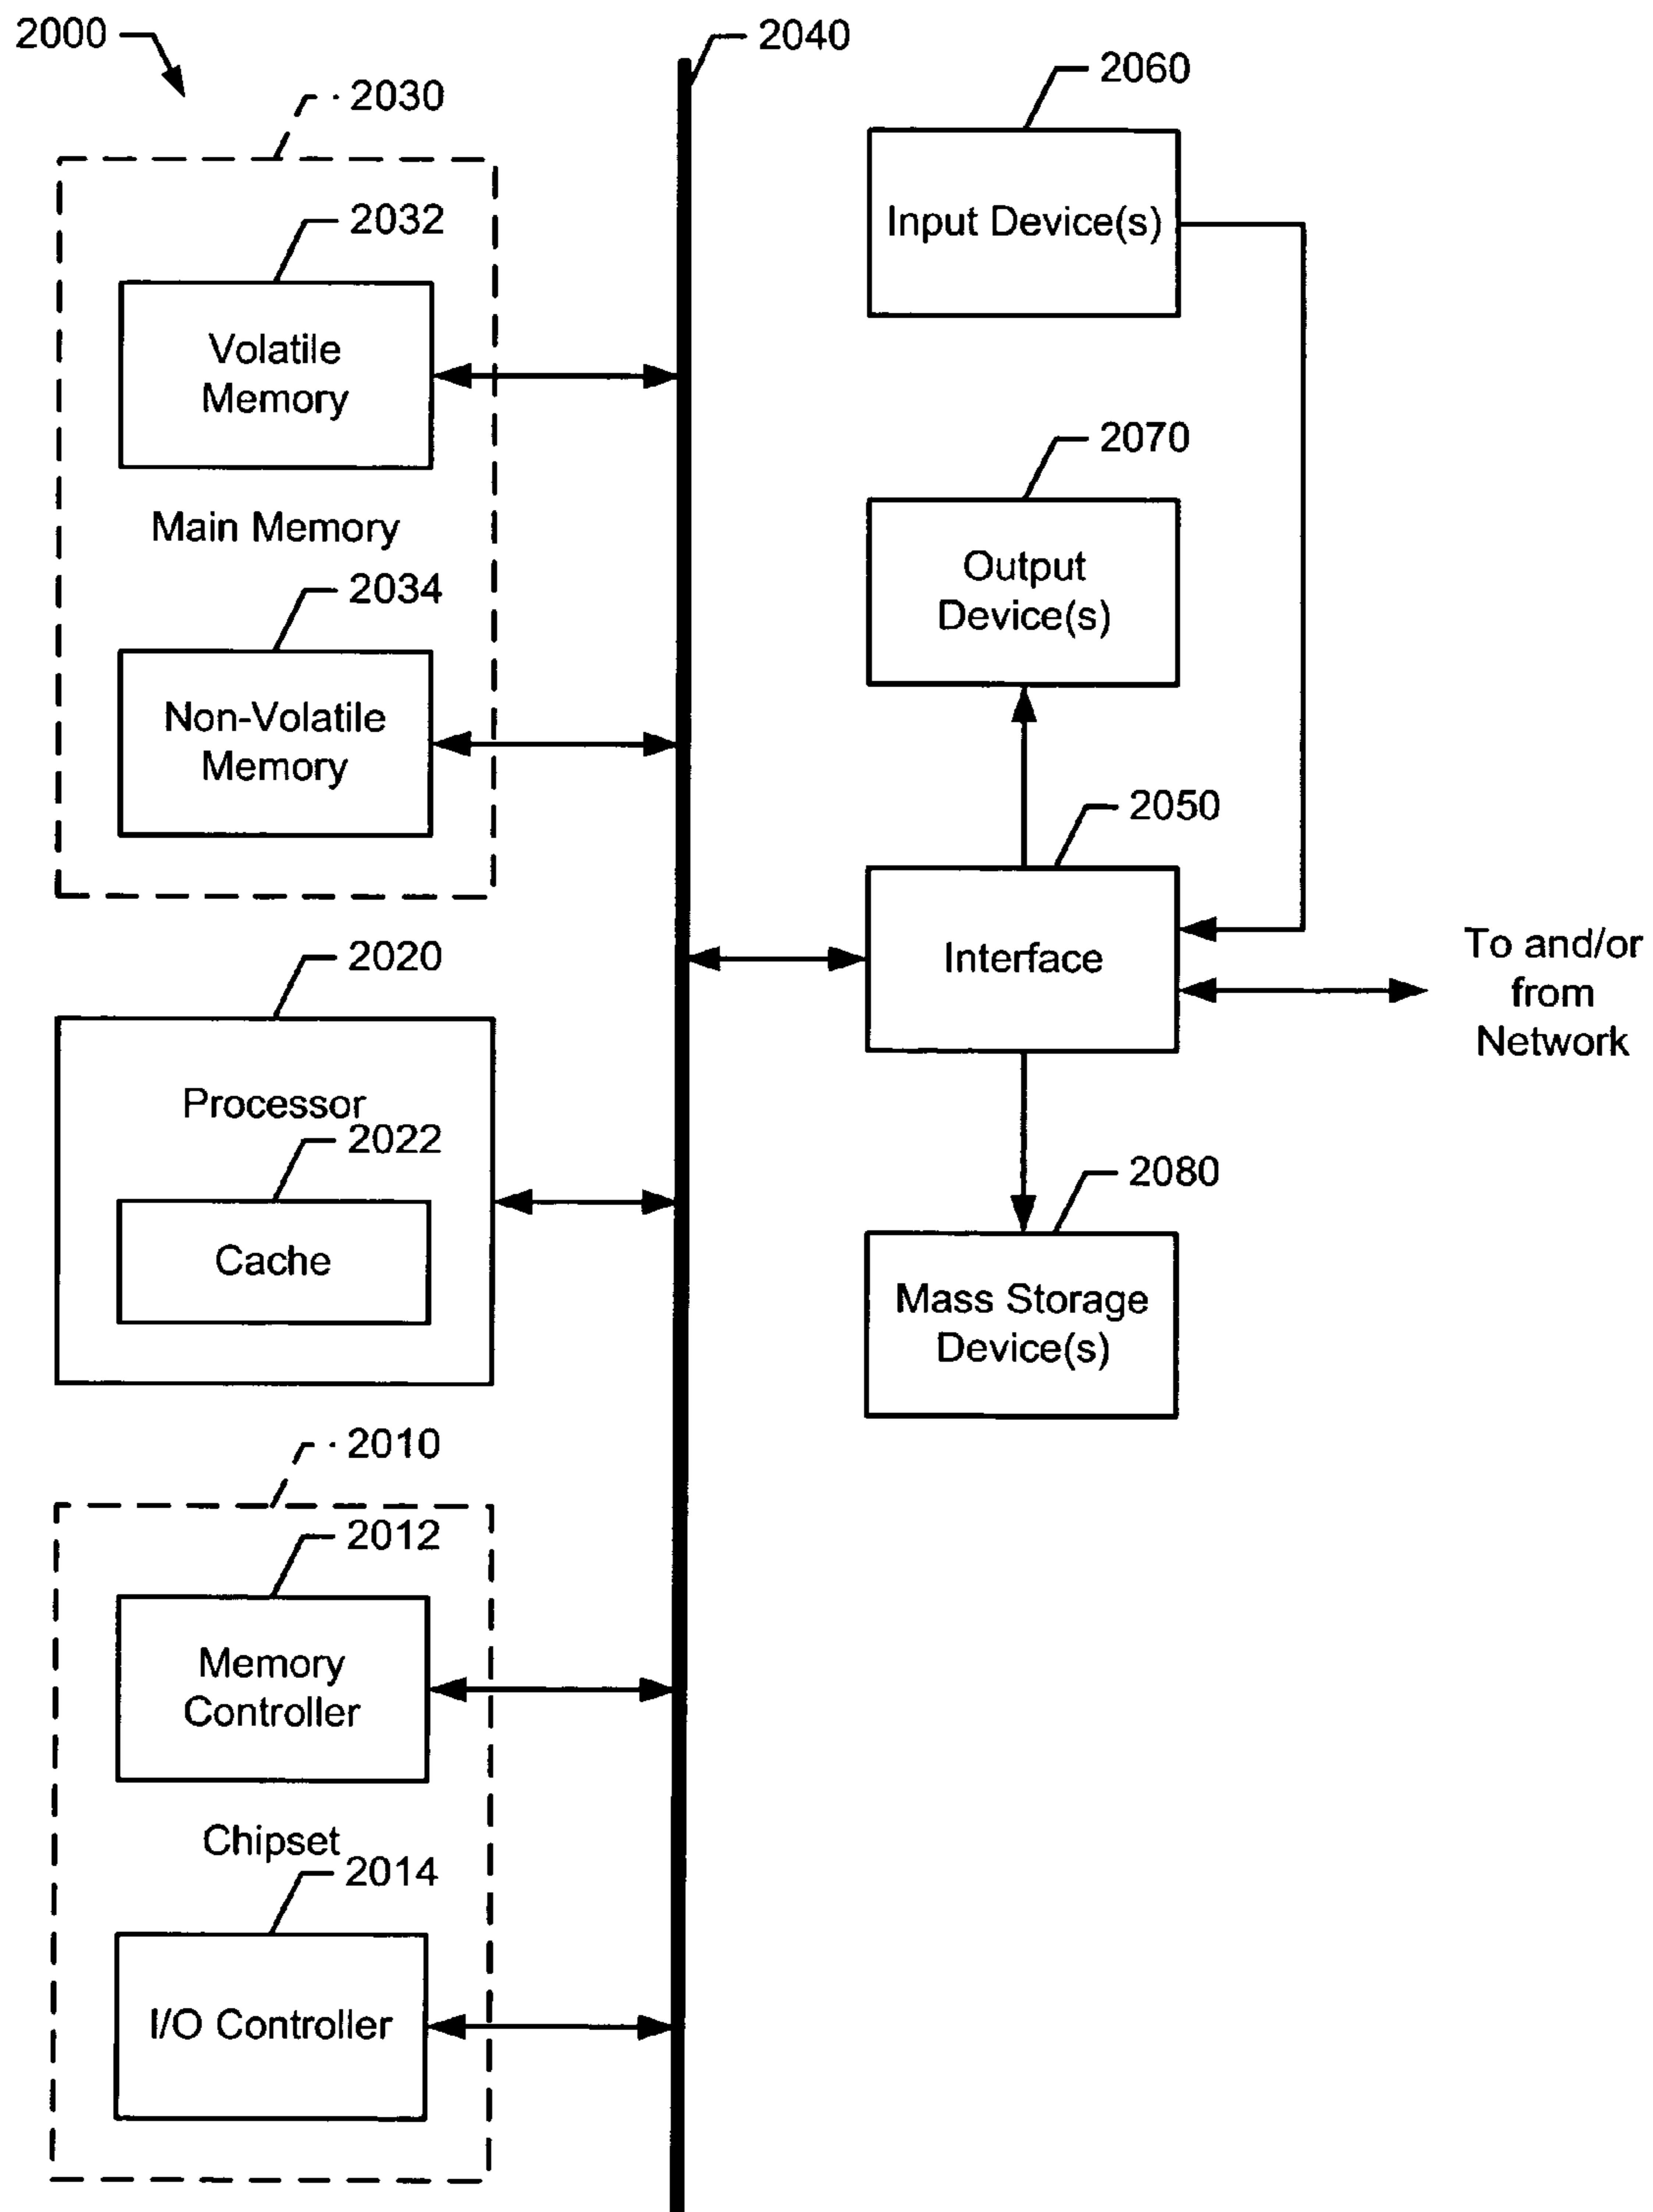 2000
2040
2060
2030
2032
Input Device(s)
Volatile
Memory
2070
Main Memory
Output
Device(s)
2034
Non-Volatile
Memory
2050
2020
Interface
To and/or
from
Network
Processor
2022
2080
Cache
Mass Storage
Device(s)
2010
2012
Memory
Controller
Chipset
2014
I/O Controller